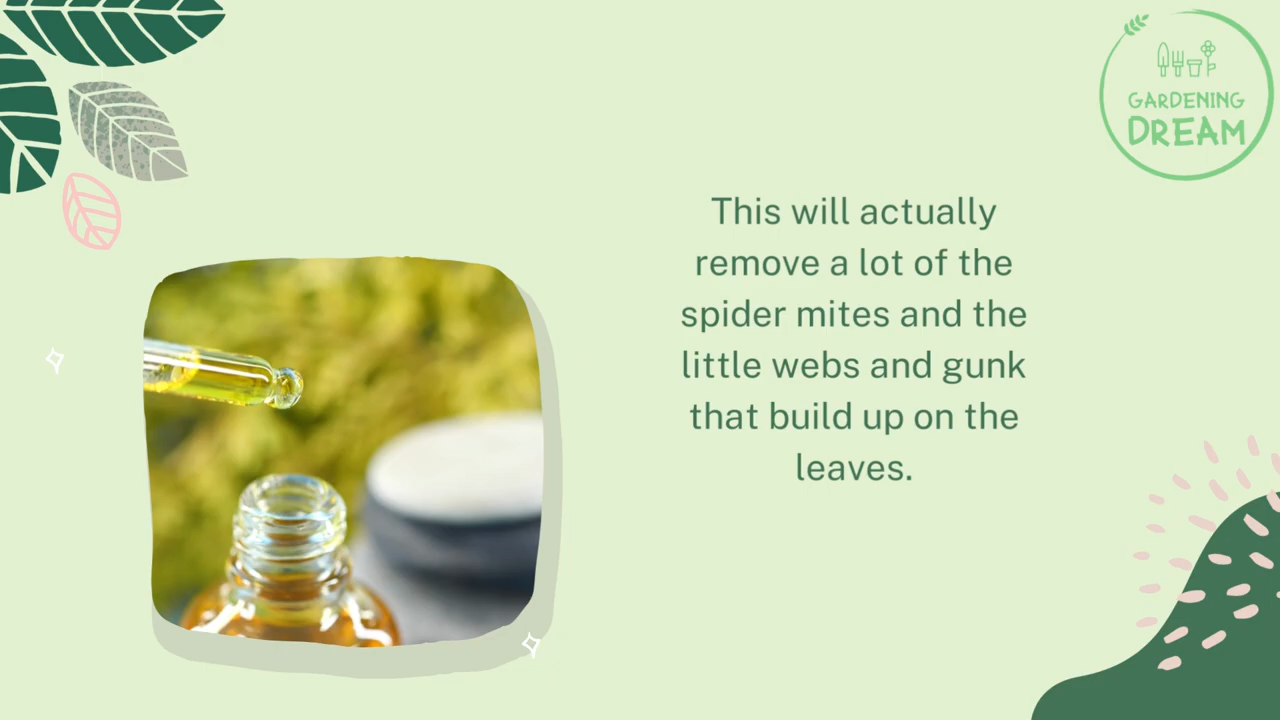 GARDENING
DREAM
This will actually
remove a lot of the
spider mites and the
little webs and gunk
that build up on the
leaves.